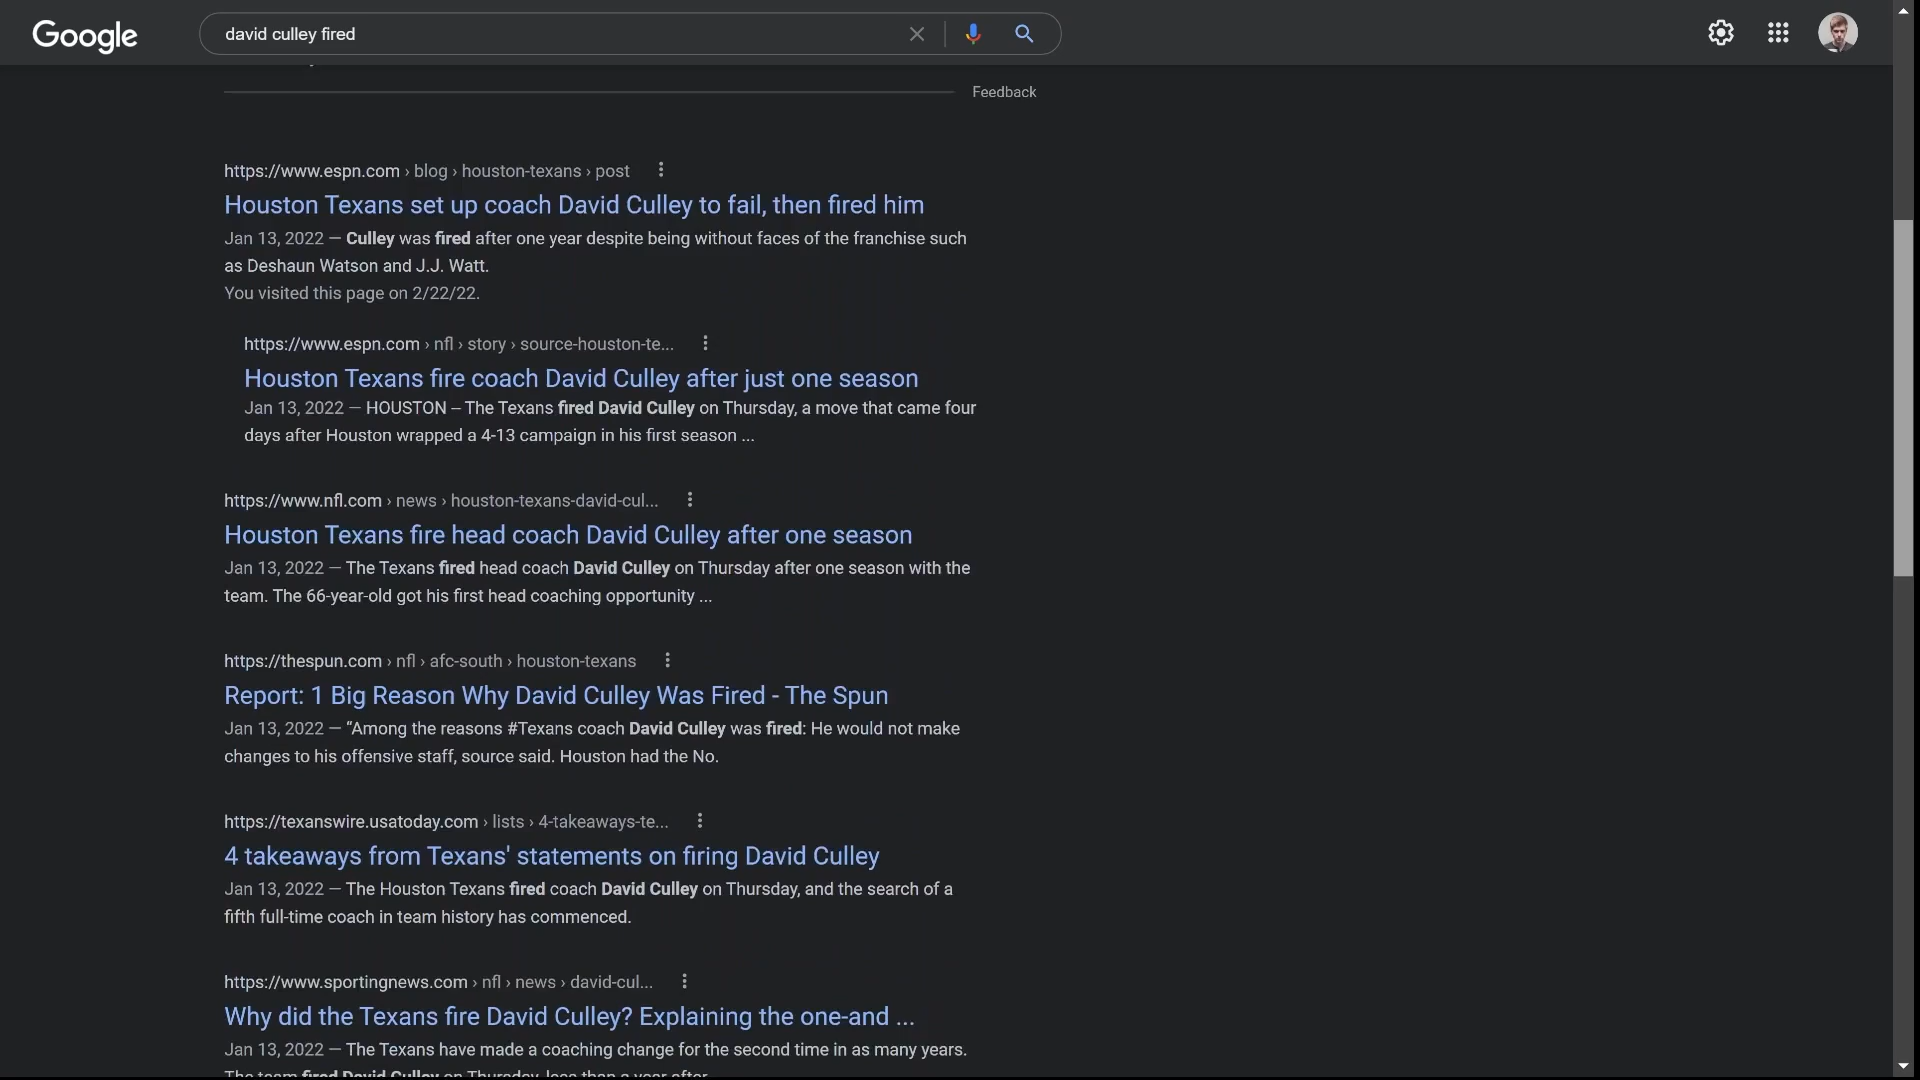 Google
david culley fired
Feedback
https://www.espn.com › blog › houston-texans › post
Houston Texans set up coach David Culley to fail, then fired him
Jan 13, 2022 — Culley was fired after one year despite being without faces of the franchise such
as Deshaun Watson and J.J. Watt.
You visited this page on 2/22/22.
https://www.espn.com › nfl › story › source-houston-te...
Houston Texans fire coach David Culley after just one season
Jan 13, 2022 — HOUSTON – The Texans fired David Culley on Thursday, a move that came four
days after Houston wrapped a 4-13 campaign in his first season ...
https://www.nfl.com › news › houston-texans-david-cul...
Houston Texans fire head coach David Culley after one season
Jan 13, 2022 — The Texans fired head coach David Culley on Thursday after one season with the
team. The 66-year-old got his first head coaching opportunity ...
https://thespun.com › nfl › afc-south › houston-texans
Report: 1 Big Reason Why David Culley Was Fired - The Spun
Jan 13, 2022 — “Among the reasons #Texans coach David Culley was fired: He would not make
changes to his offensive staff, source said. Houston had the No.
https://texanswire.usatoday.com › lists › 4-takeaways-te...
4 takeaways from Texans' statements on firing David Culley
Jan 13, 2022 — The Houston Texans fired coach David Culley on Thursday, and the search of a
fifth full-time coach in team history has commenced.
https://www.sportingnews.com › nfl › news › david-cul...
Why did the Texans fire David Culley? Explaining the one-and ...
Jan 13, 2022 — The Texans have made a coaching change for the second time in as many years.
The team fired David Culley on Thursday, less than a year after